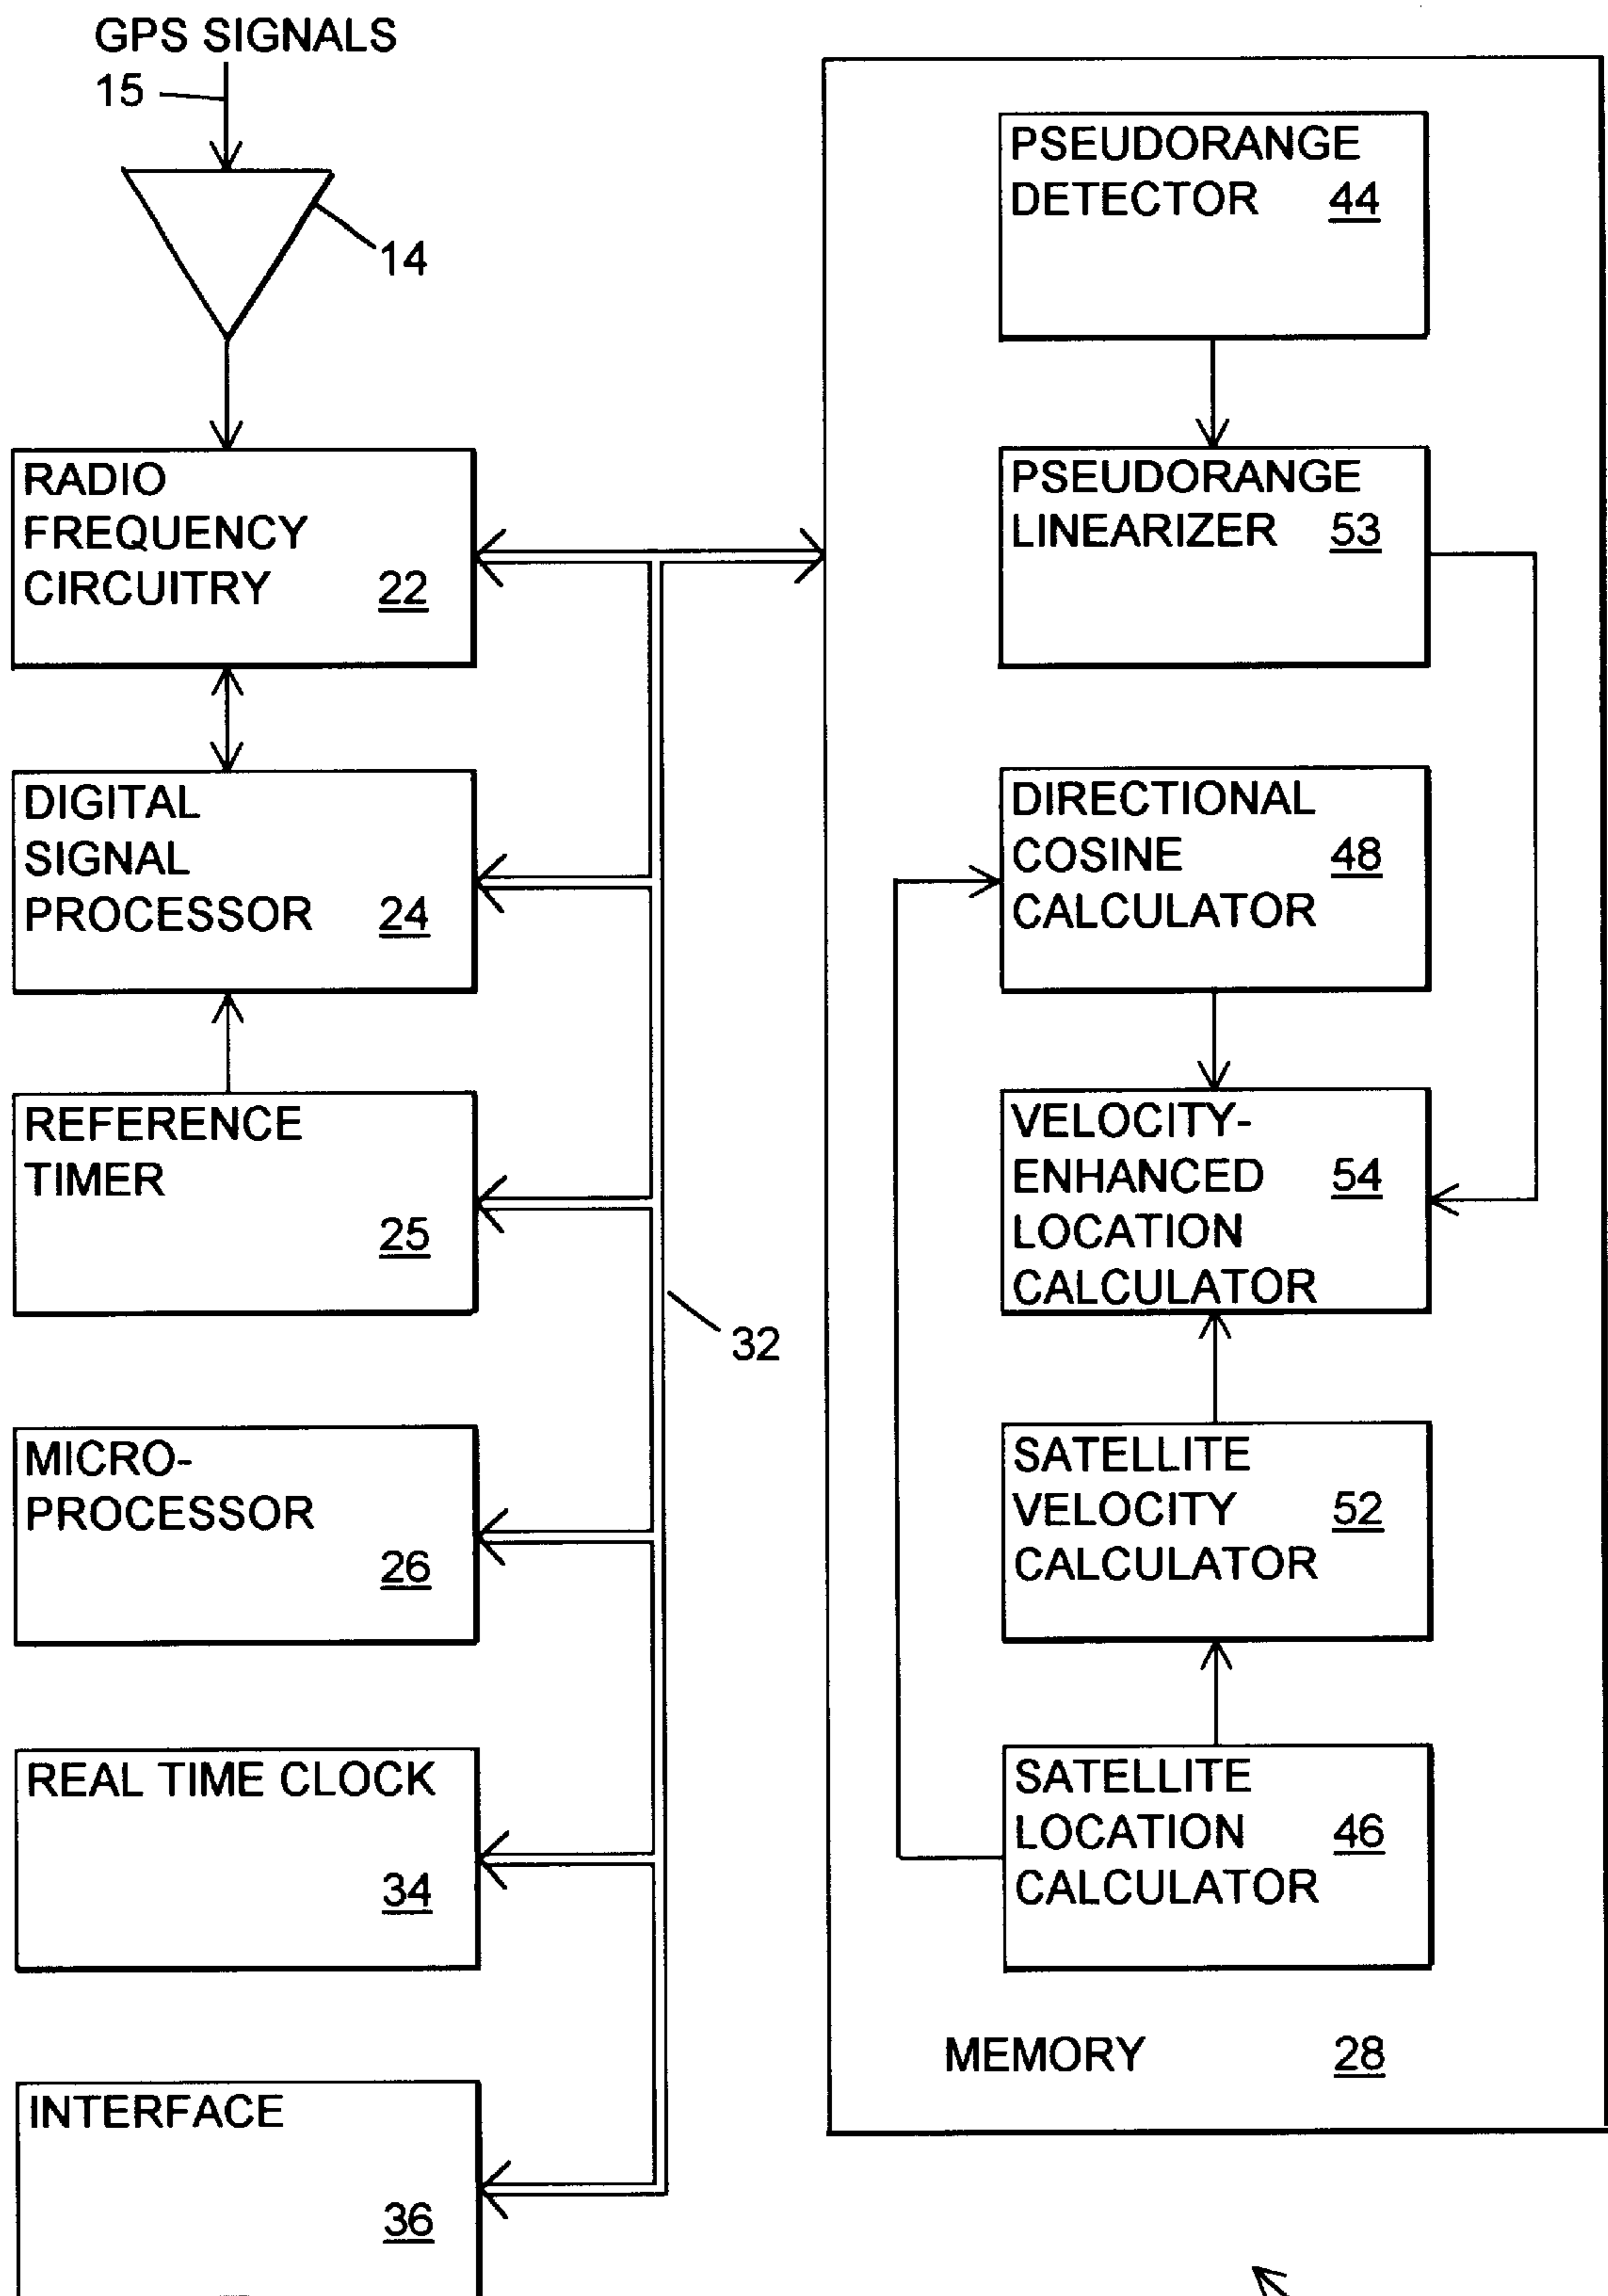 GPS SIGNALS
15
14
RADIO
FREQUENCY
CIRCUITRY 22
DIGITAL
SIGNAL
PROCESSOR 24
REFERENCE
TIMER
25
MICRO-
PROCESSOR
26
REAL TIME CLOCK
34
INTERFACE
36
32
PSEUDORANGE
DETECTOR 44
PSEUDORANGE
LINEARIZER 53
DIRECTIONAL
COSINE 48
CALCULATOR
VELOCITY-
ENHANCED 54
LOCATION
CALCULATOR
SATELLITE
VELOCITY 52
CALCULATOR
SATELLITE
LOCATION 46
CALCULATOR
MEMORY 28